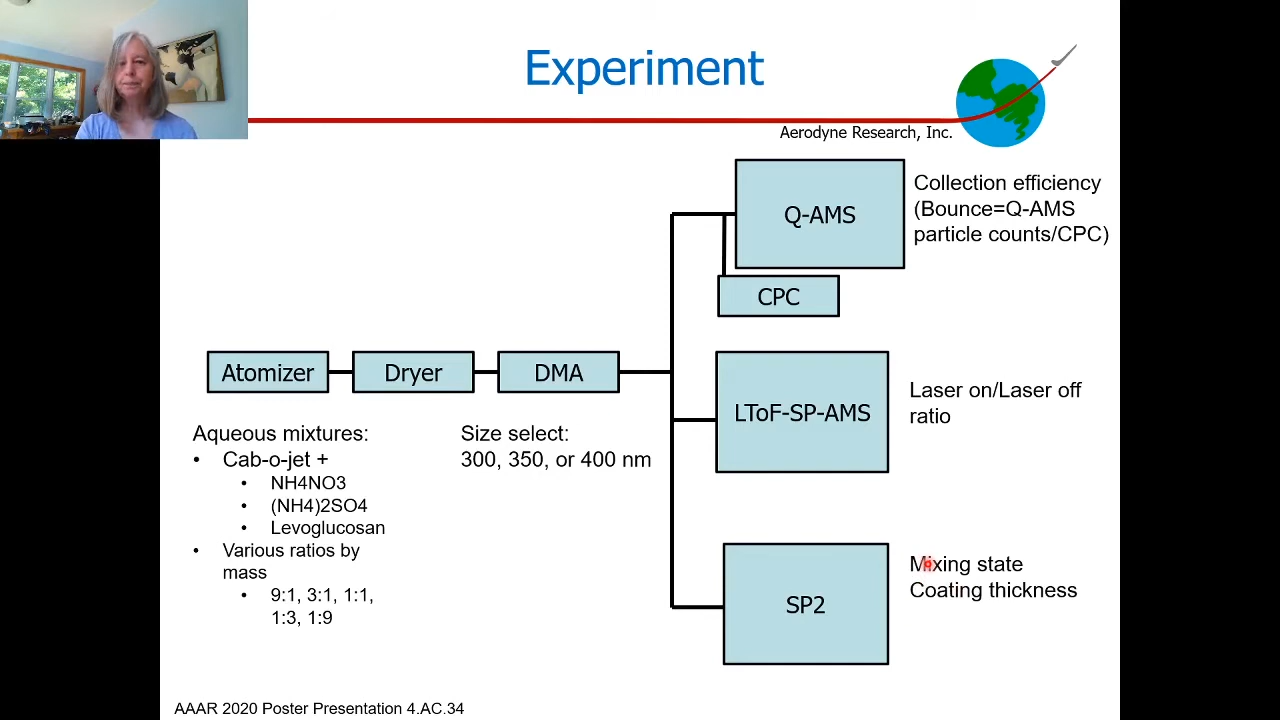 Experiment
Aerodyne Research, Inc.
Q-AMS
Collection efficiency
(Bounce=Q-AMS
particle counts/CPC)
CPC
Atomizer
Dryer
DMA
LToF-SP-AMS
Laser on/Laser off
ratio
Aqueous mixtures:
• Cab-o-jet +
• NH4NO3
• (NH4)2SO4
• Levoglucosan
• Various ratios by
mass
• 9:1, 3:1, 1:1,
1:3, 1:9
Size select:
300, 350, or 400 nm
SP2
Mixing state
Coating thickness
AAAR 2020 Poster Presentation 4.AC.34